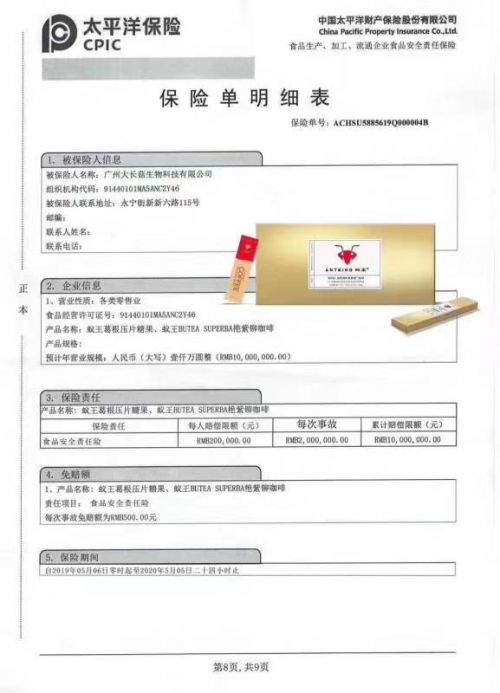 太平洋保险
CPIC
中国太平洋财产保险股份有限公司
China Pacific Property Insurance Co.,Ltd.
食品生产、加工、流通企业食品安全责任保险
保险单明细表
保险单号：ACHSU5885619Q000004B
1. 被保险人信息
被保险人名称：广州大长菇生物科技有限公司
组织机构代码：91440101MA5ANC2Y46
被保险人联系地址：永宁街新新六路115号
邮编：
联系人姓名：
联系电话：
ANTKING 蚁王
COFFEE
正本
2. 企业信息
1、营业性质：各类零售业
食品经营许可证号：91440101MA5ANC2Y46
产品名称：蚁王葛根压片糖果、蚁王BUTEA SUPERBA艳紫铆咖啡
产品规格：
预计年营业规模：人民币（大写）壹仟万圆整（RMB10,000,000.00）
3. 保险责任
产品名称：蚁王葛根压片糖果、蚁王BUTEA SUPERBA艳紫铆咖啡
保险责任 每人赔偿限额（元） 每次事故 累计赔偿限额（元）
食品安全责任险 RMB200,000.00 RMB2,000,000.00 RMB10,000,000.00
4. 免赔额
1、产品名称：蚁王葛根压片糖果、蚁王BUTEA SUPERBA艳紫铆咖啡
责任项目： 食品安全责任险
每次事故免赔额为RMB500.00元
5. 保险期间
自2019年05月06日零时起至2020年5月05日二十四小时止
第8页,共9页